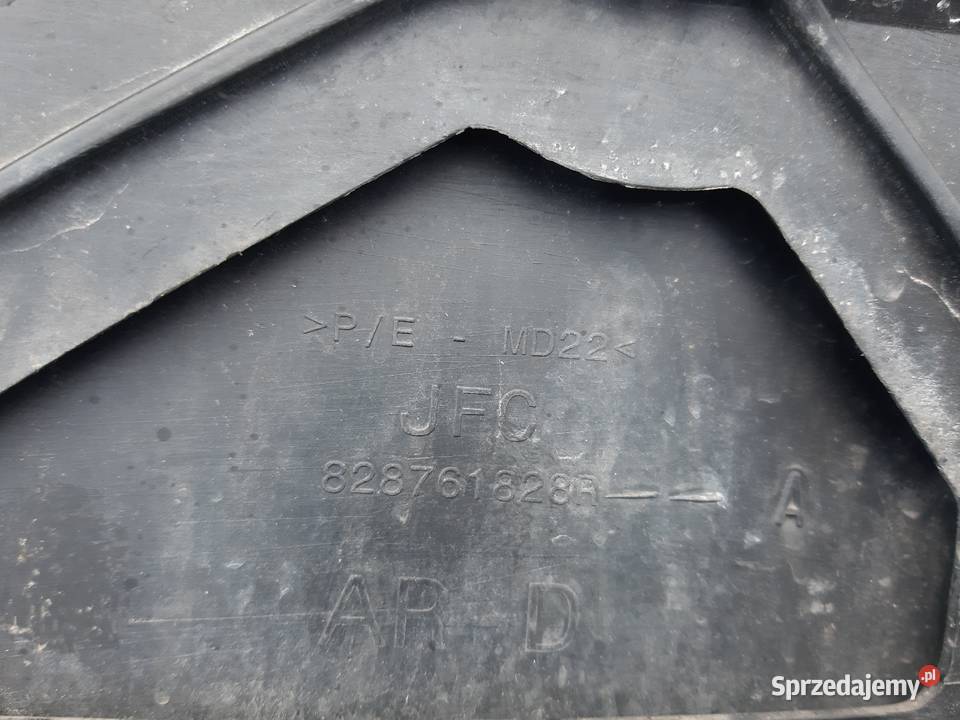 >P/E - MD22<
JFC
828761828R-- A
AR-D
Sprzedajemy.pl